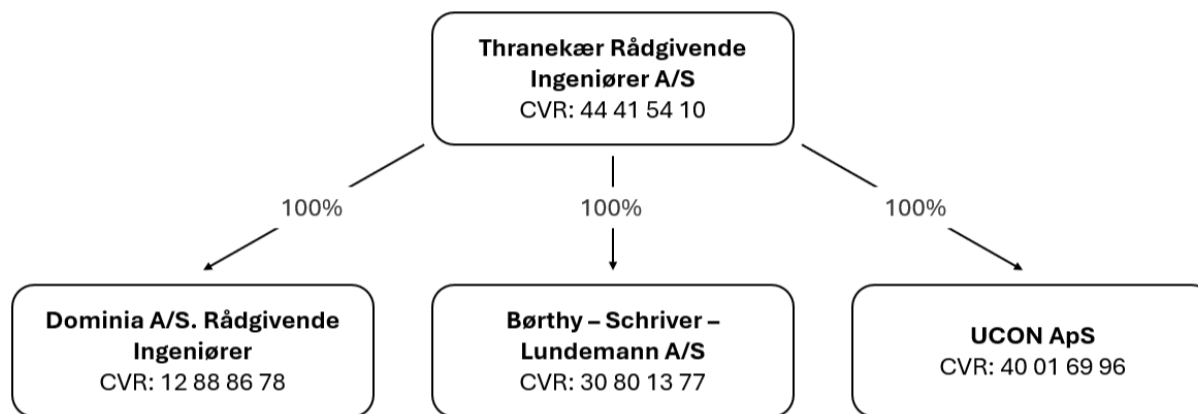 Thranekær Rådgivende
Ingeniører A/S
CVR: 44 41 54 10
100%
100%
100%
Dominia A/S. Rådgivende
Ingeniører
CVR: 12 88 86 78
Børthy – Schriver –
Lundemann A/S
CVR: 30 80 13 77
UCON ApS
CVR: 40 01 69 96